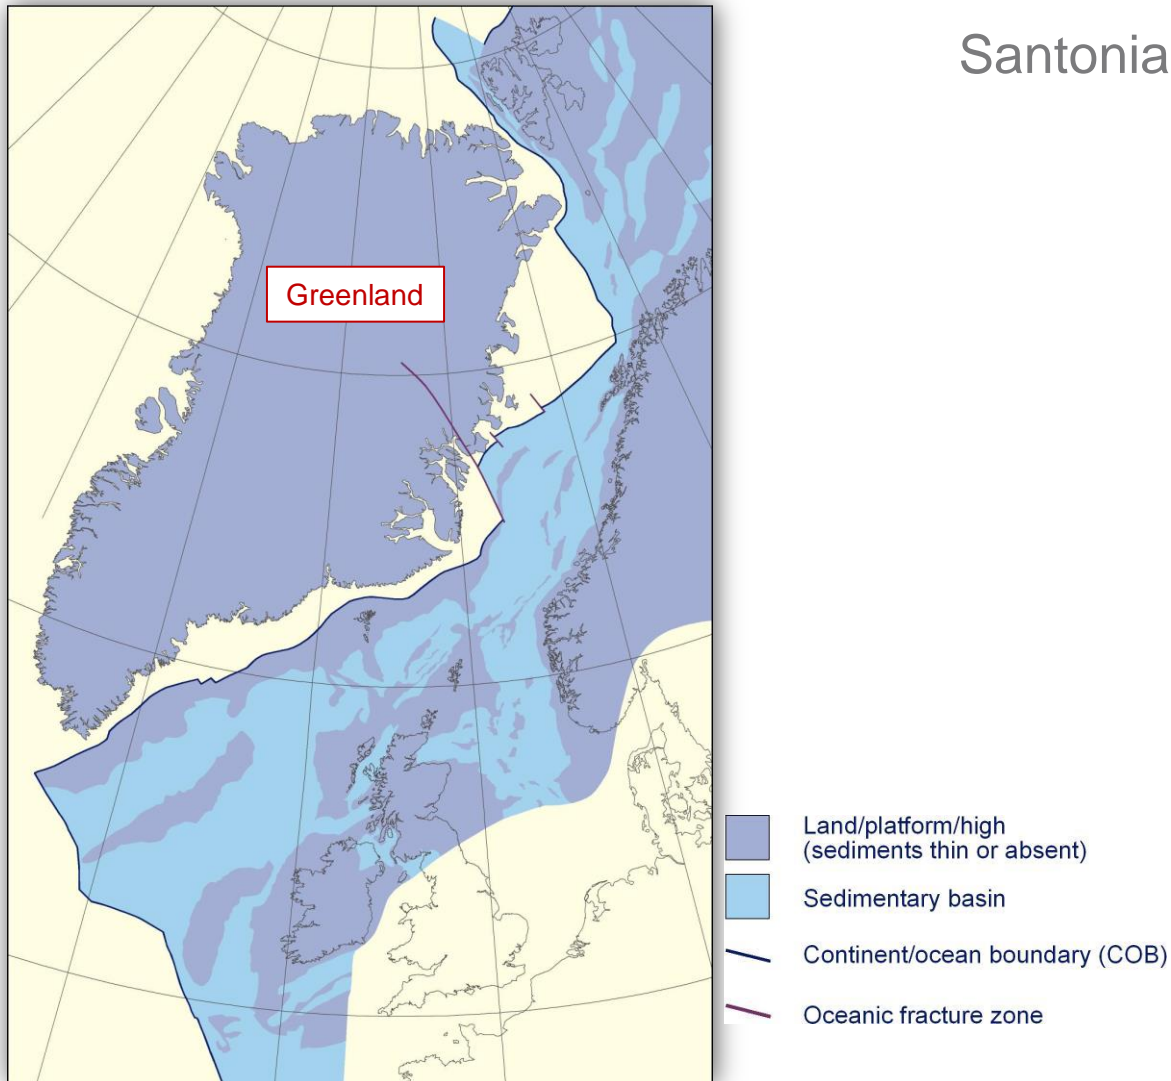 Santonia
Greenland
Land/platform/high
(sediments thin or absent)
Sedimentary basin
Continent/ocean boundary (COB)
Oceanic fracture zone